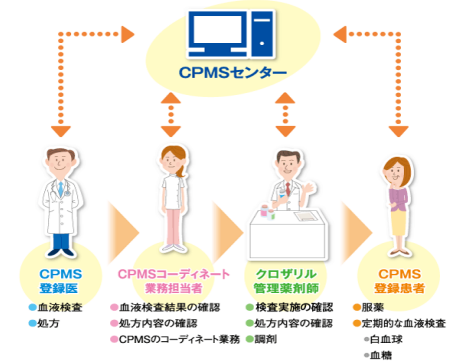 CPMSセンター
CPMS
登録医
●血液検査
●処方
CPMSコーディネート
業務担当者
●血液検査結果の確認
●処方内容の確認
●CPMSのコーディネート業務
クロザリル
管理薬剤師
●検査実施の確認
●処方内容の確認
●調剤
CPMS
登録患者
●服薬
●定期的な血液検査
●白血球
●血糖